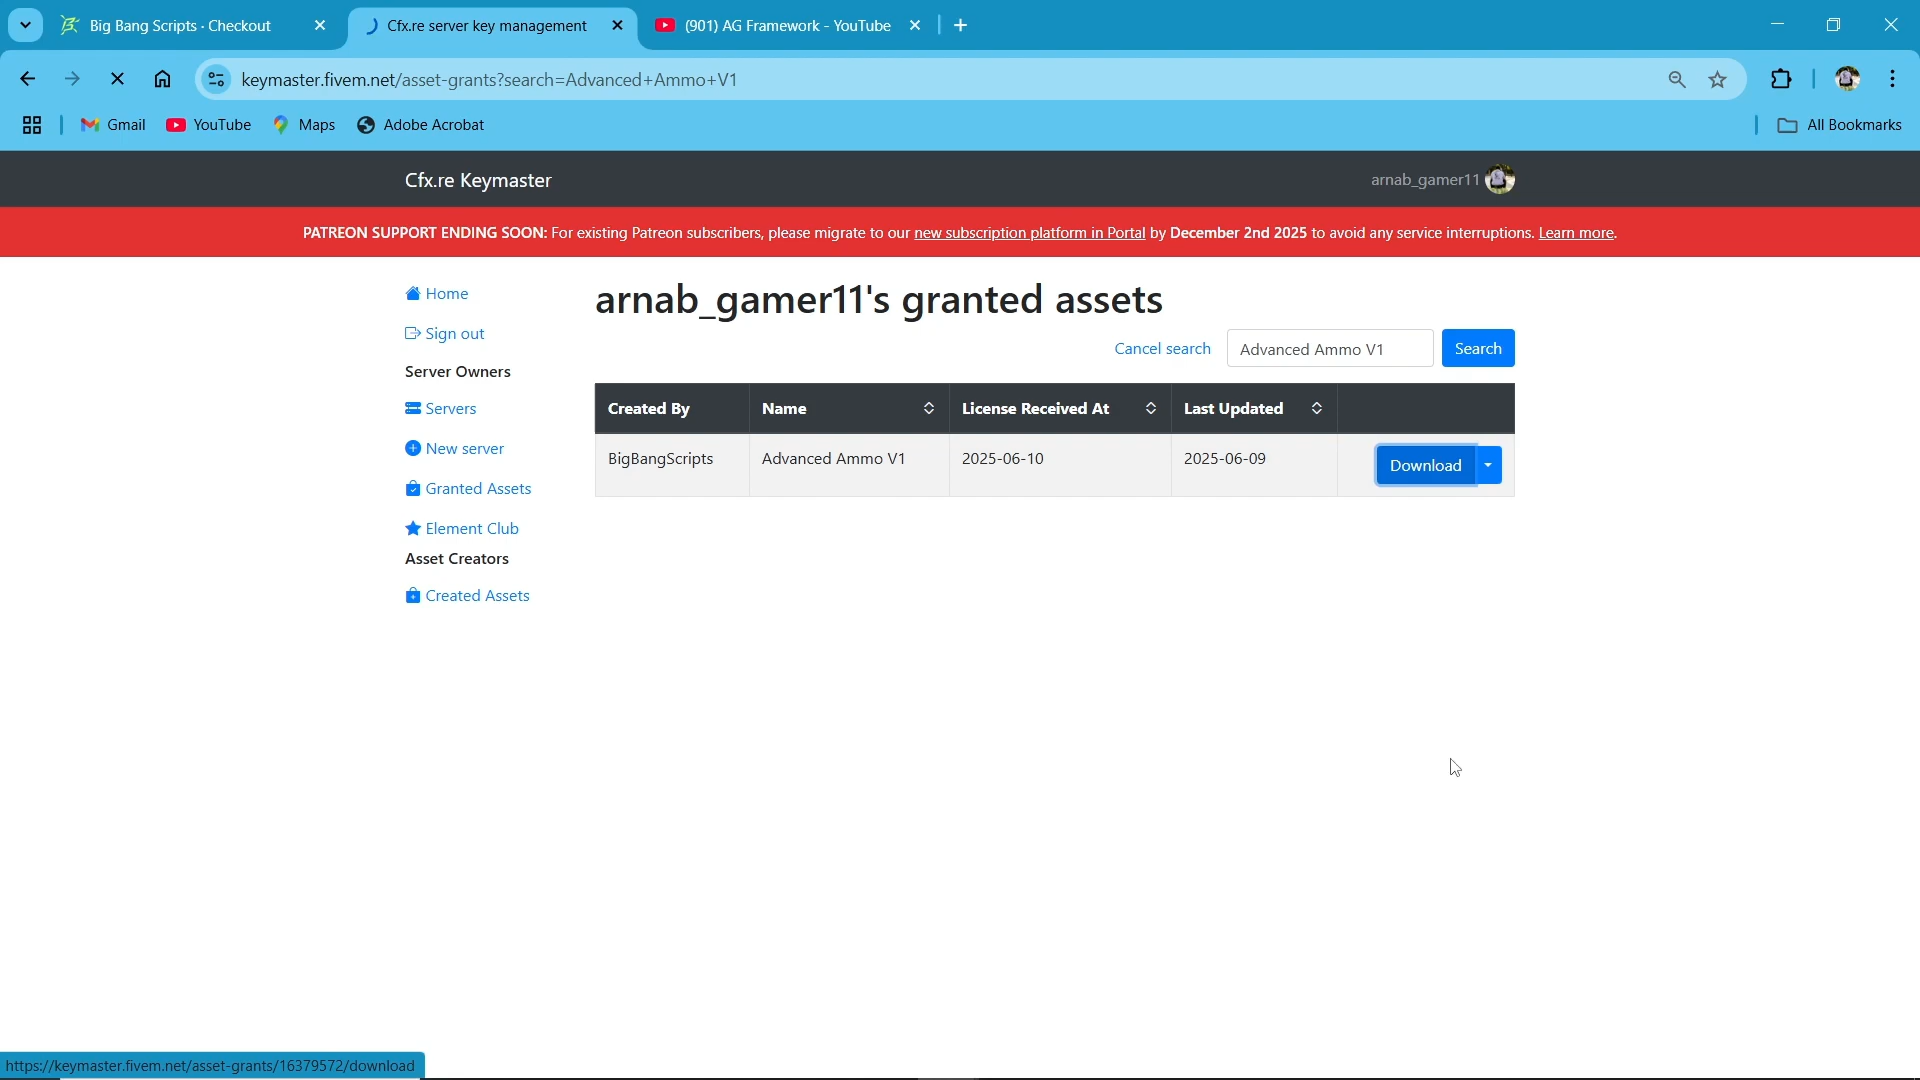 Big Bang Scripts · Checkout
Cfx.re server key management
(901) AG Framework - YouTube
keymaster.fivem.net/asset-grants?search=Advanced+Ammo+V1
Gmail
YouTube
Maps
Adobe Acrobat
All Bookmarks
Cfx.re Keymaster
arnab_gamer11
PATREON SUPPORT ENDING SOON: For existing Patreon subscribers, please migrate to our new subscription platform in Portal by December 2nd 2025 to avoid any service interruptions. Learn more.
Home
Sign out
Server Owners
Servers
New server
Granted Assets
Element Club
Asset Creators
Created Assets
arnab_gamer11's granted assets
Cancel search
Advanced Ammo V1
Search
Created By Name License Received At Last Updated
BigBangScripts Advanced Ammo V1 2025-06-10 2025-06-09 Download
https://keymaster.fivem.net/asset-grants/16379572/download